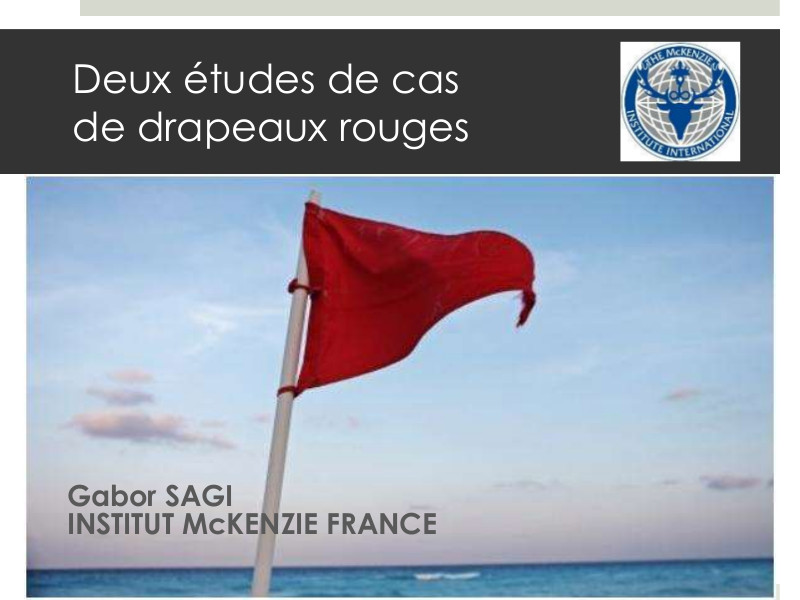 Deux études de cas
de drapeaux rouges
THE McKENZIE
INSTITUTE INTERNATIONAL
Gabor SAGI
INSTITUT McKENZIE FRANCE